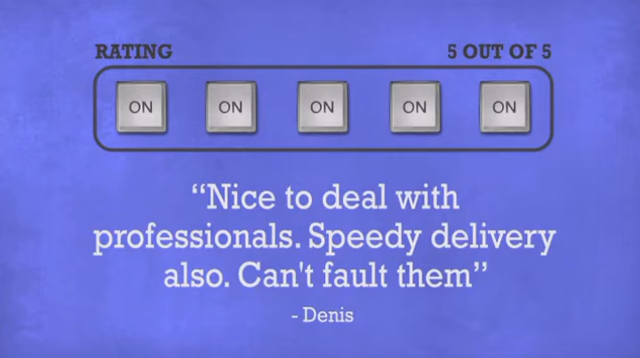 RATING 5 OUT OF 5
ON ON ON ON ON
“Nice to deal with
professionals. Speedy delivery
also. Can't fault them”
- Denis